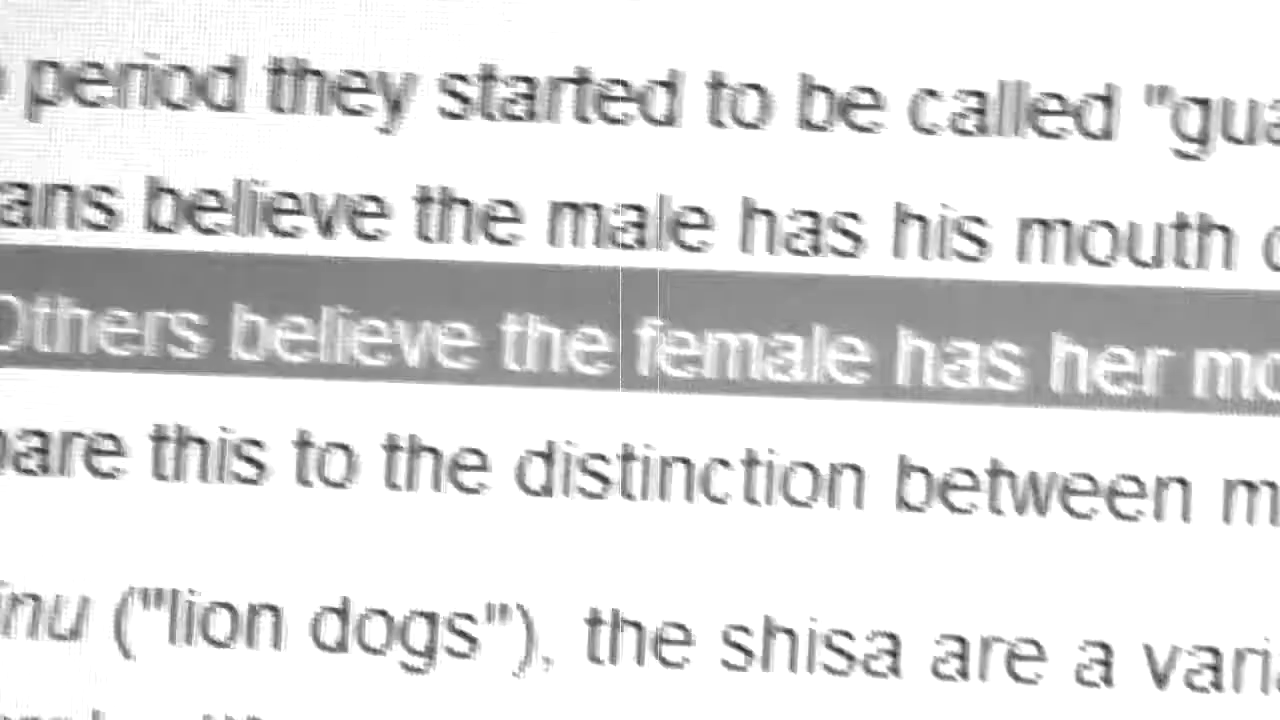 period they started to be called "gua
ans believe the male has his mouth
Others believe the female has her mo
are this to the distinction between m
inu ("lion dogs"), the shisa are a vari